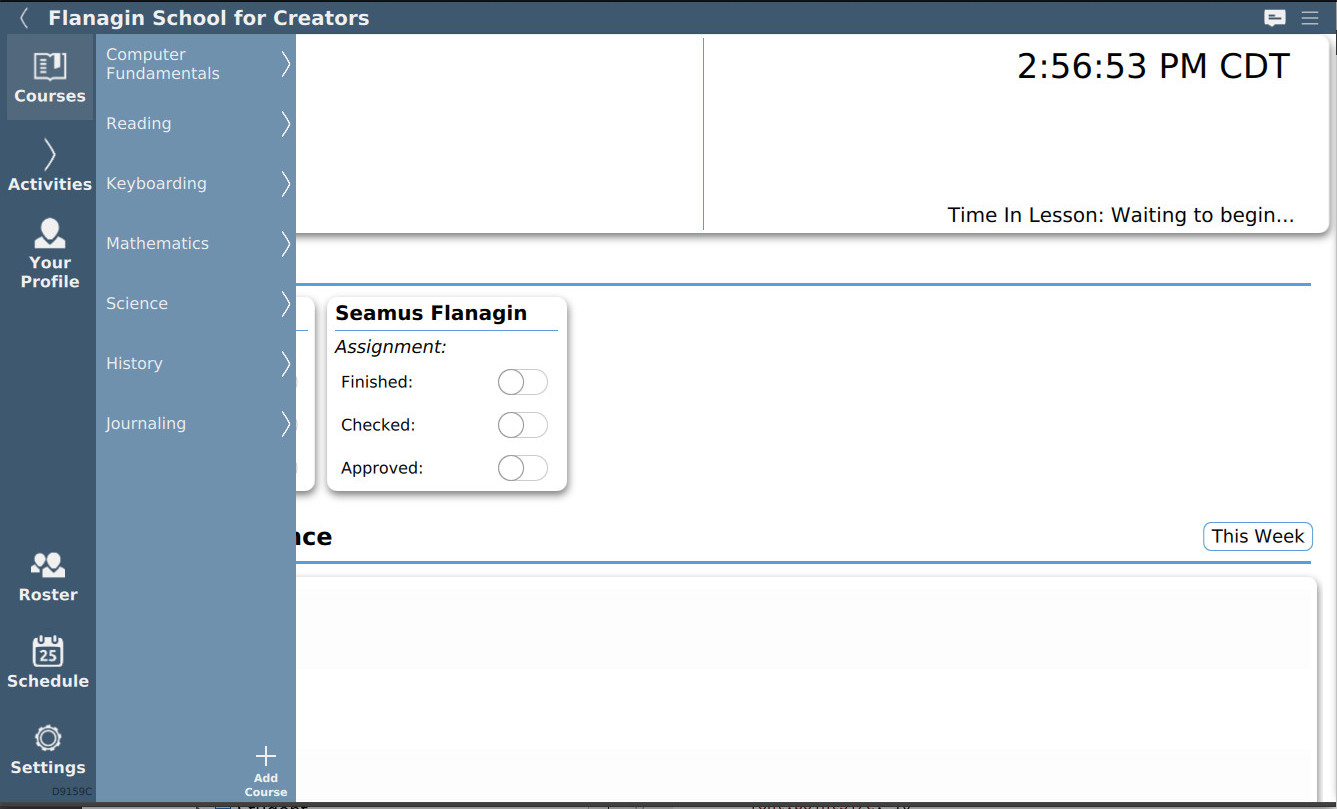 Flanagin School for Creators
Courses
Activities
Your
Profile
Roster
25
Schedule
Settings
D9159C
Computer
Fundamentals
Reading
Keyboarding
Mathematics
Science
History
Journaling
Add
Course
2:56:53 PM CDT
Time In Lesson: Waiting to begin...
Seamus Flanagin
Assignment:
Finished:
Checked:
Approved:
nce
This Week